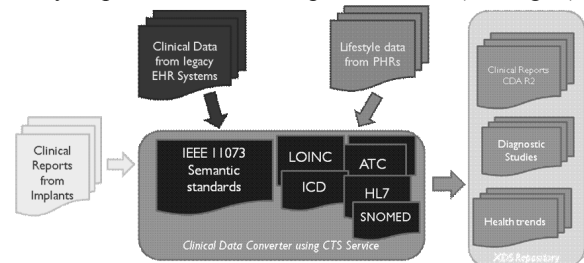 Clinical Data
from legacy
EHR Systems
Lifestyle data
from PHRs
Clinical Reports
CDA R2
Clinical
Reports
from
Implants
IEEE 11073
Semantic
standards
LOINC
ATC
ICD
HL7
SNOMED
Diagnostic
Studies
Health trends
Clinical Data Converter using CTS Service
XDS Repository